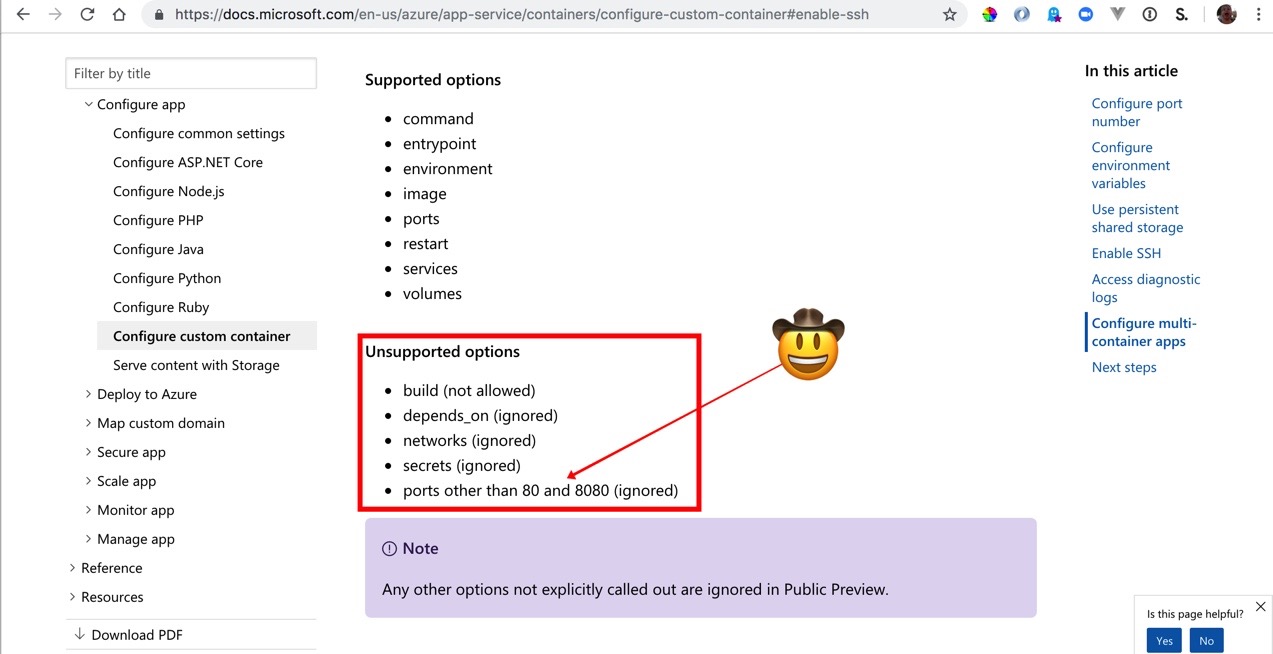 https://docs.microsoft.com/en-us/azure/app-service/containers/configure-custom-container#enable-ssh
S.
Filter by title
Configure app
Configure common settings
Configure ASP.NET Core
Configure Node.js
Configure PHP
Configure Java
Configure Python
Configure Ruby
Configure custom container
Serve content with Storage
Deploy to Azure
Map custom domain
Secure app
Scale app
Monitor app
Manage app
Reference
Resources
Download PDF
Supported options
command
entrypoint
environment
image
ports
restart
services
volumes
Unsupported options
build (not allowed)
depends_on (ignored)
networks (ignored)
secrets (ignored)
ports other than 80 and 8080 (ignored)
Note
Any other options not explicitly called out are ignored in Public Preview.
In this article
Configure port
number
Configure
environment
variables
Use persistent
shared storage
Enable SSH
Access diagnostic
logs
Configure multi-
container apps
Next steps
Is this page helpful?
Yes
No